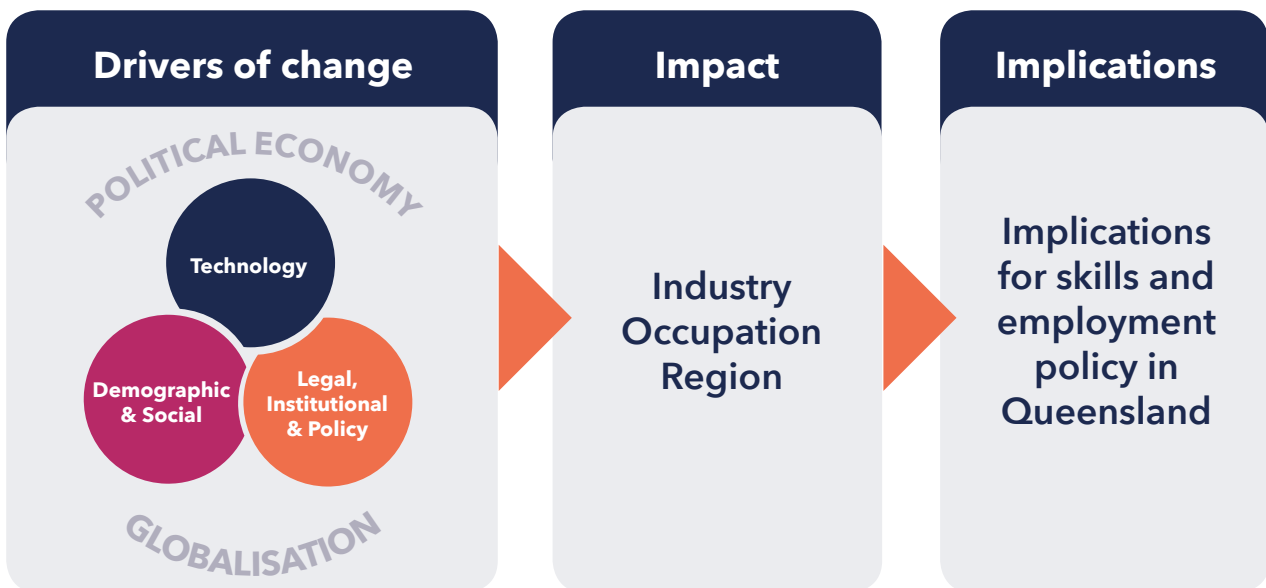 Drivers of change
POLITICAL ECONOMY
Technology
Demographic
& Social
Legal,
Institutional
& Policy
GLOBALISATION
Impact
Industry
Occupation
Region
Implications
Implications
for skills and
employment
policy in
Queensland